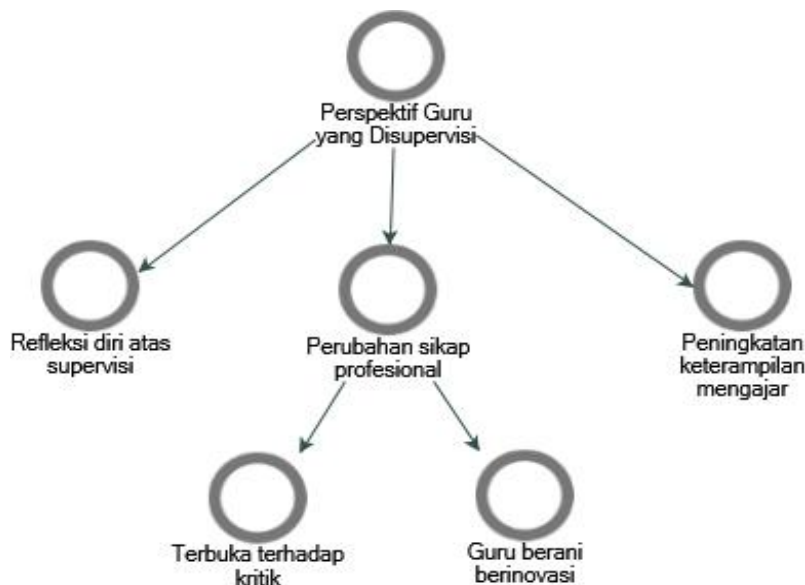 Perspektif Guru
yang Disupervisi
Refleksi diri atas
supervisi
Perubahan sikap
profesional
Peningkatan
keterampilan
mengajar
Terbuka terhadap
kritik
Guru berani
berinovasi